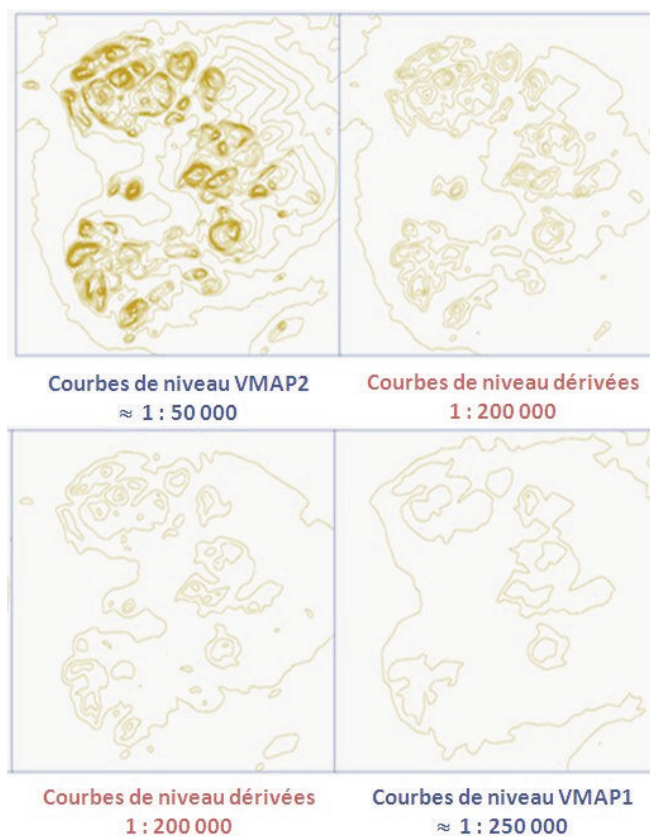 Courbes de niveau VMAP2
≈ 1 : 50 000
Courbes de niveau dérivées
1 : 200 000
Courbes de niveau dérivées
1 : 200 000
Courbes de niveau VMAP1
≈ 1 : 250 000